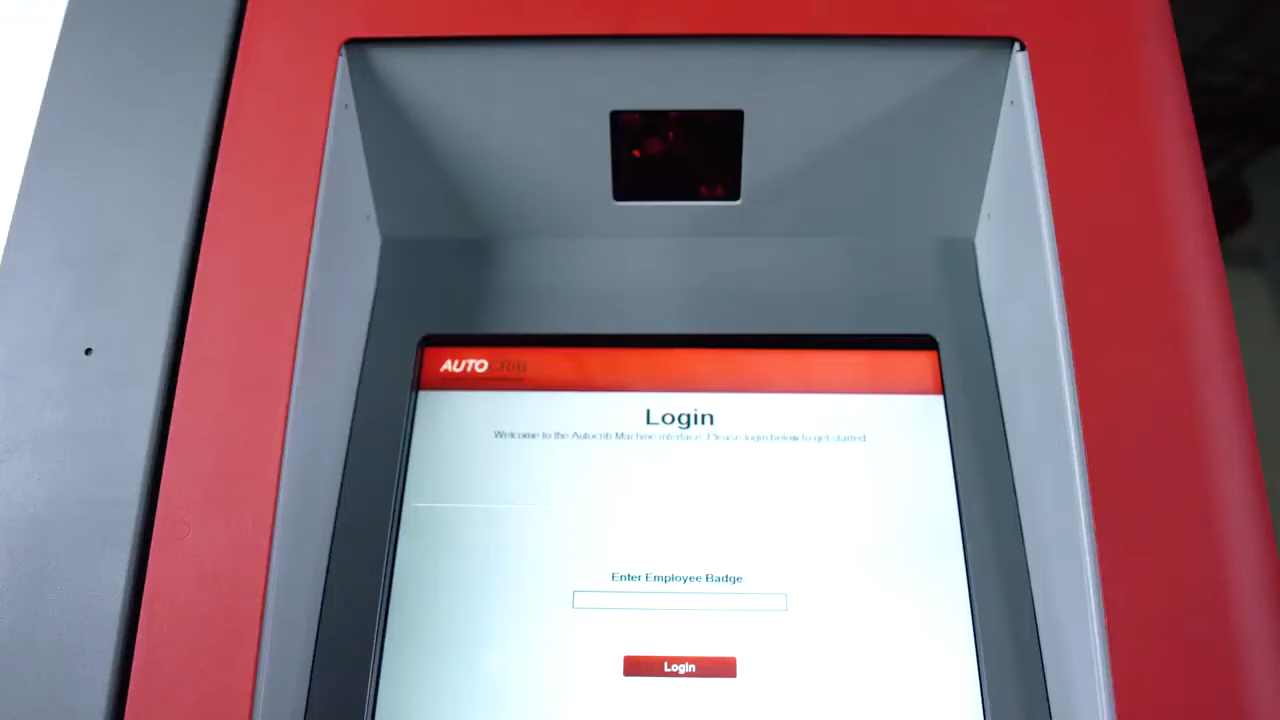 AUTOCRIB
Login
Welcome to the Autocrib Machine interface. Please login below to get started
Enter Employee Badge
Login